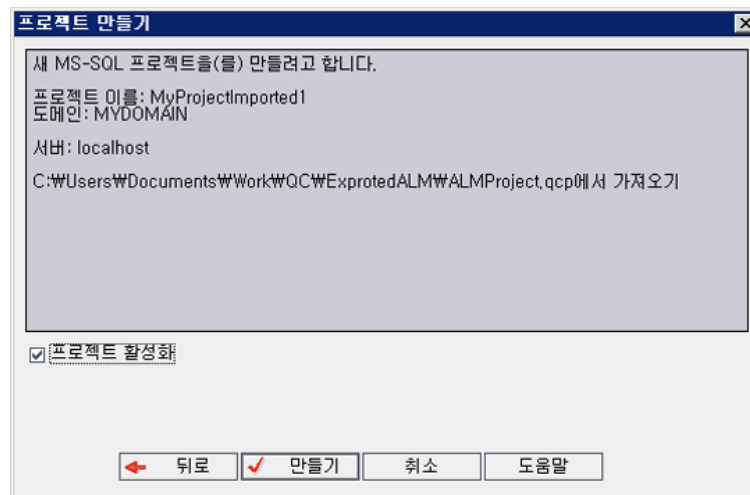 프로젝트 만들기
새 MS-SQL 프로젝트을(를) 만들려고 합니다.
프로젝트 이름: MyProjectImported1
도메인: MYDOMAIN
서버: localhost
C:₩Users₩Documents₩Work₩QC₩ExprotedALM₩ALMProject.qcp에서 가져오기
프로젝트 활성화
뒤로 만들기 취소 도움말